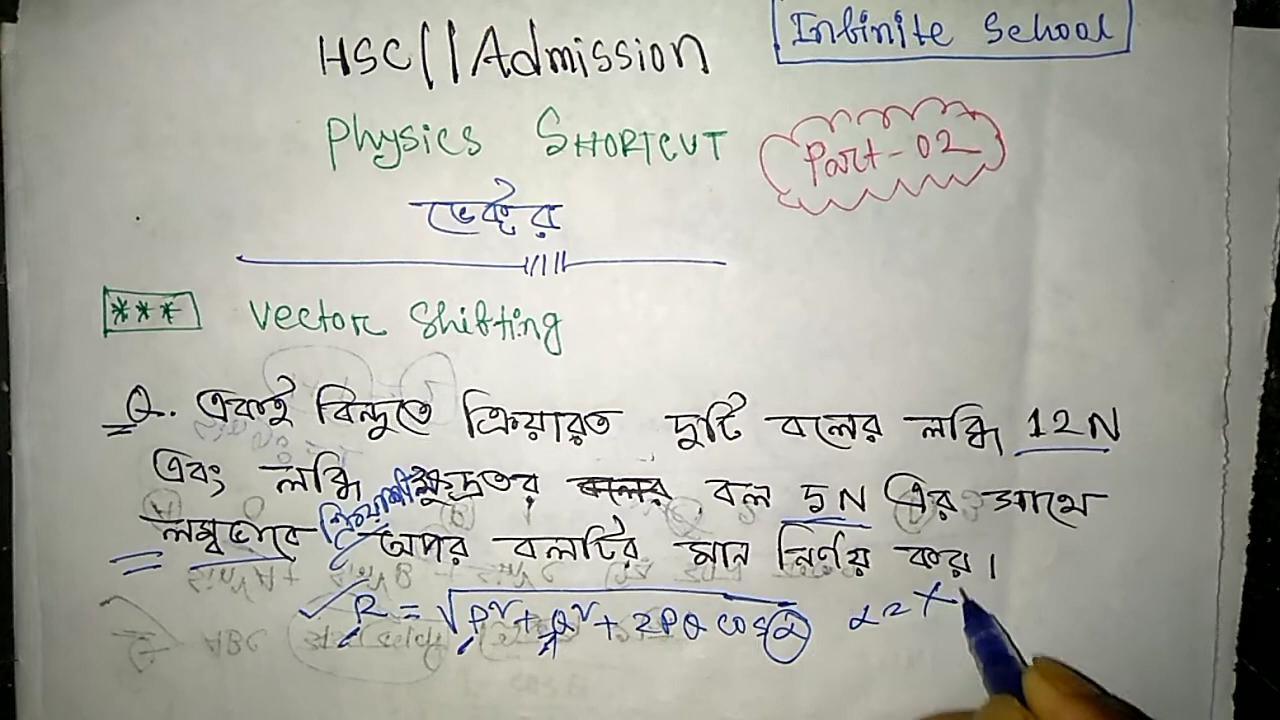 Infinite School
HSC // Admission
Physics SHORTCUT
Part-02
ভেক্টর
*** Vector Shifting
Q. একই বিন্দুতে ক্রিয়ারত দুটি বলের লব্ধি 12N
এবং লব্ধি ক্ষুদ্রতর বল 5N এর সাথে
লম্বভাবে ক্রিয়াশীল অপর বলটির মান নির্ণয় কর।
R = √P² + Q² + 2PQ cos α